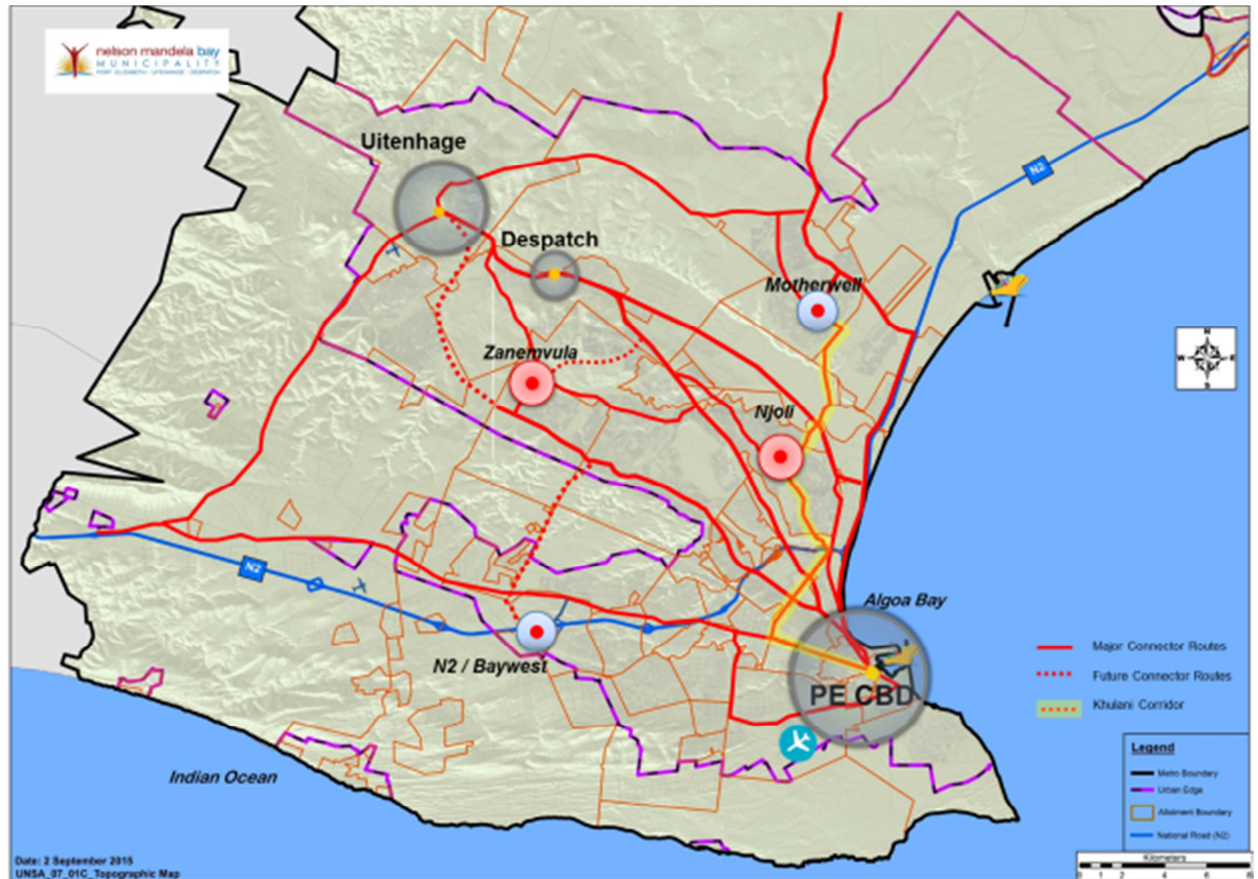 nelson mandela bay
MUNICIPALITY
PORT ELIZABETH | UITENHAGE | DESPATCH
Uitenhage
N2
Despatch
Motherwell
N
W E
S
Zanemvula
Njoli
N2
Algoa Bay
N2 / Baywest
PE CBD
Major Connector Routes
Future Connector Routes
Khulani Corridor
Legend
Metro Boundary
Urban Edge
Allotment Boundary
National Road (N2)
Indian Ocean
Date: 2 September 2015
UNSA_07_01C_Topographic Map
Kilometers
0 1 2 4 6 8